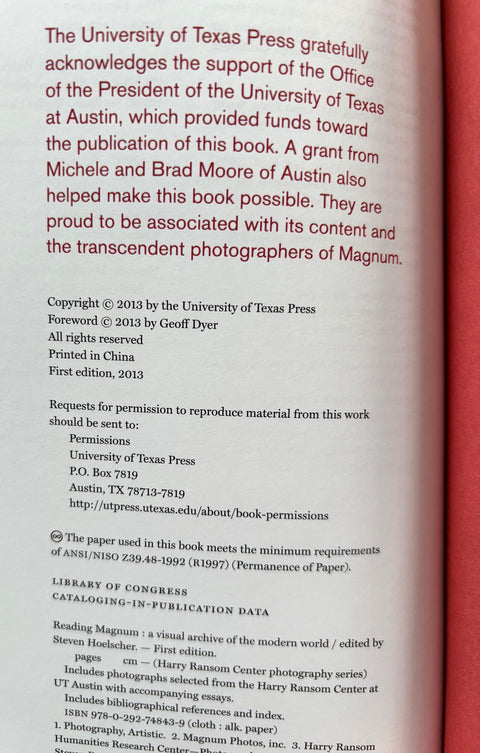 The University of Texas Press gratefully
acknowledges the support of the Office
of the President of the University of Texas
at Austin, which provided funds toward
the publication of this book. A grant from
Michele and Brad Moore of Austin also
helped make this book possible. They are
proud to be associated with its content and
the transcendent photographers of Magnum.
Copyright © 2013 by the University of Texas Press
Foreword © 2013 by Geoff Dyer
All rights reserved
Printed in China
First edition, 2013
Requests for permission to reproduce material from this work
should be sent to:
Permissions
University of Texas Press
P.O. Box 7819
Austin, TX 78713-7819
http://utpress.utexas.edu/about/book-permissions
♾ The paper used in this book meets the minimum requirements
of ANSI/NISO Z39.48-1992 (R1997) (Permanence of Paper).
LIBRARY OF CONGRESS
CATALOGING-IN-PUBLICATION DATA
Reading Magnum : a visual archive of the modern world / edited by
Steven Hoelscher. — First edition.
pages cm — (Harry Ransom Center photography series)
Includes photographs selected from the Harry Ransom Center at
UT Austin with accompanying essays.
Includes bibliographical references and index.
ISBN 978-0-292-74843-9 (cloth : alk. paper)
1. Photography, Artistic. 2. Magnum Photos, inc. 3. Harry Ransom
Humanities Research Center—